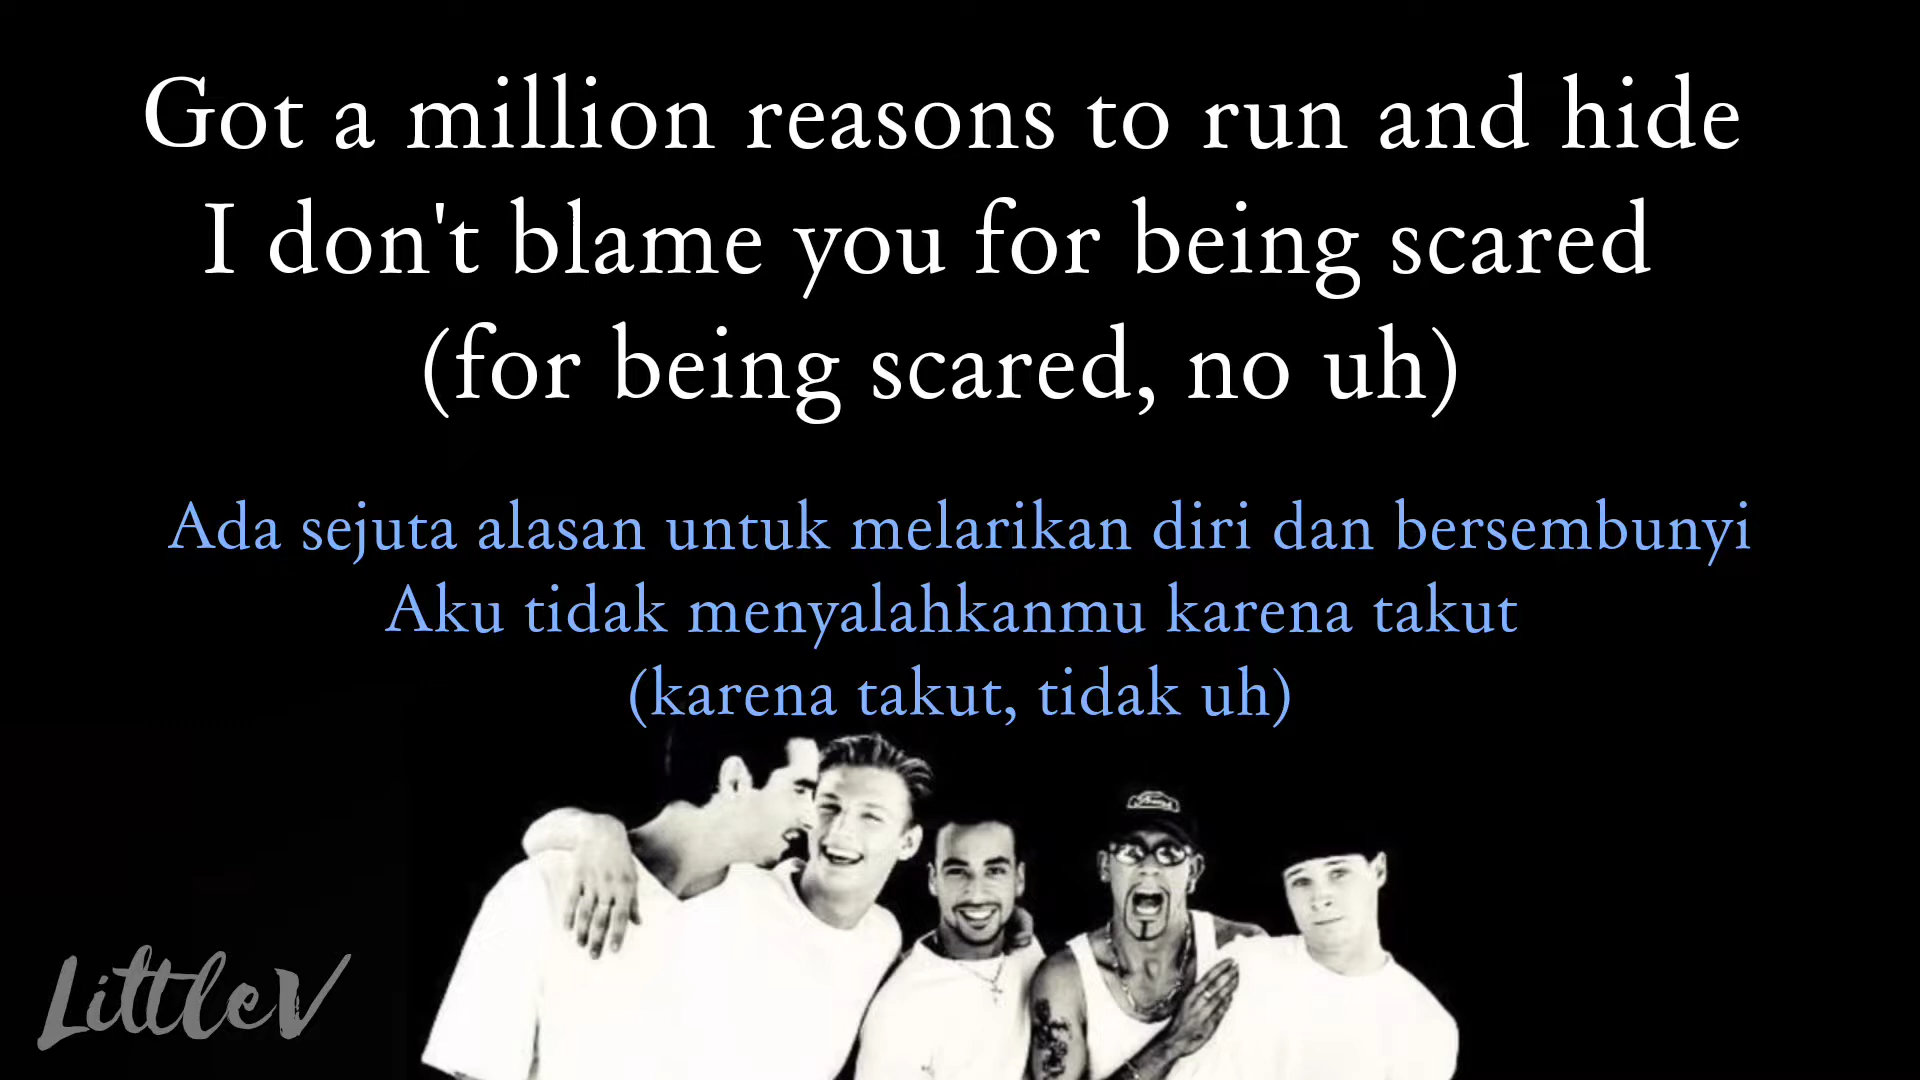 Got a million reasons to run and hide
I don't blame you for being scared
(for being scared, no uh)
Ada sejuta alasan untuk melarikan diri dan bersembunyi
Aku tidak menyalahkanmu karena takut
(karena takut, tidak uh)
LittleV